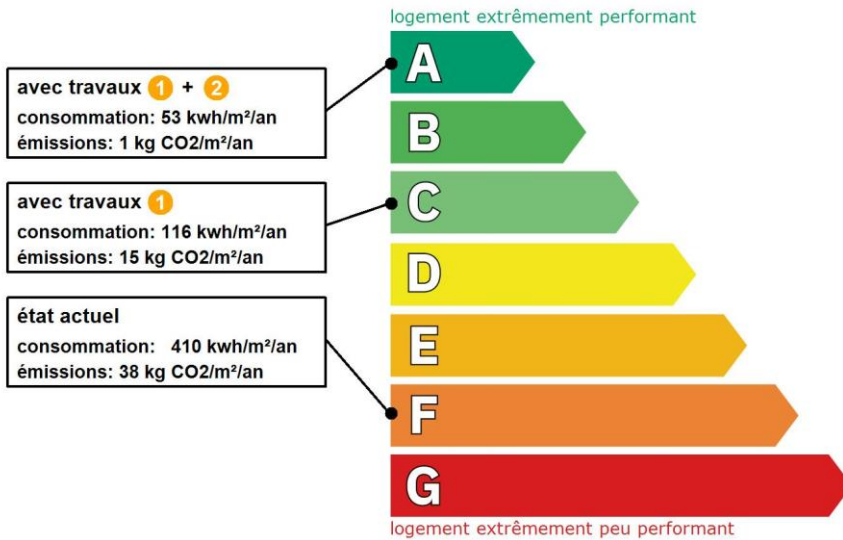 logement extrêmement performant
avec travaux 1 + 2
consommation: 53 kwh/m²/an
émissions: 1 kg CO2/m²/an
avec travaux 1
consommation: 116 kwh/m²/an
émissions: 15 kg CO2/m²/an
état actuel
consommation: 410 kwh/m²/an
émissions: 38 kg CO2/m²/an
A
B
C
D
E
F
G
logement extrêmement peu performant